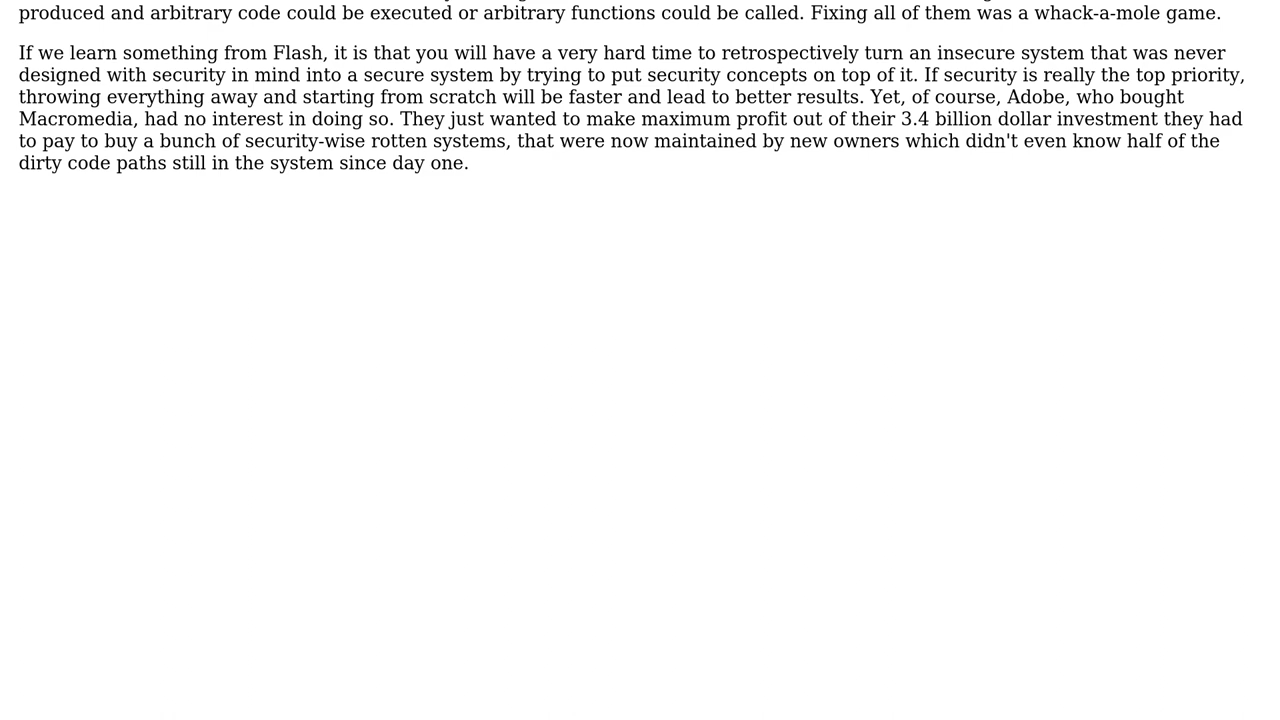 produced and arbitrary code could be executed or arbitrary functions could be called. Fixing all of them was a whack-a-mole game.
If we learn something from Flash, it is that you will have a very hard time to retrospectively turn an insecure system that was never
designed with security in mind into a secure system by trying to put security concepts on top of it. If security is really the top priority,
throwing everything away and starting from scratch will be faster and lead to better results. Yet, of course, Adobe, who bought
Macromedia, had no interest in doing so. They just wanted to make maximum profit out of their 3.4 billion dollar investment they had
to pay to buy a bunch of security-wise rotten systems, that were now maintained by new owners which didn't even know half of the
dirty code paths still in the system since day one.